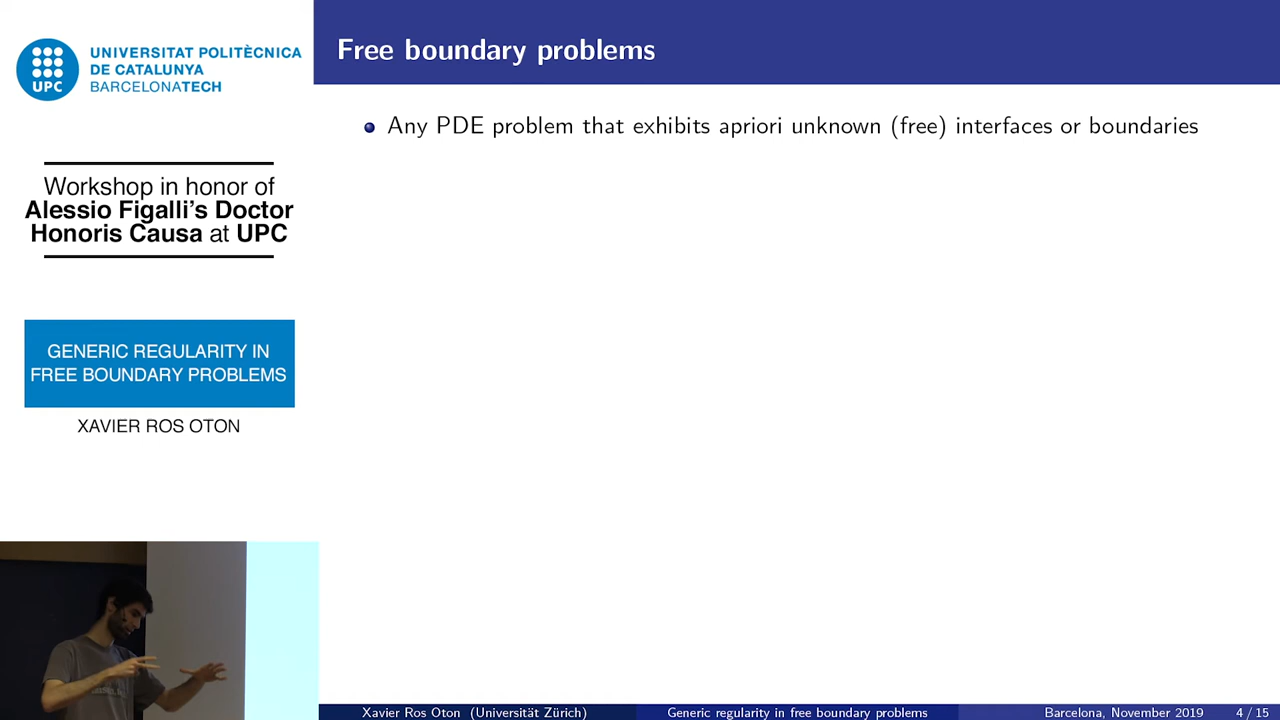 UPC
UNIVERSITAT POLITÈCNICA
DE CATALUNYA
BARCELONATECH
Workshop in honor of
Alessio Figalli's Doctor
Honoris Causa at UPC
GENERIC REGULARITY IN
FREE BOUNDARY PROBLEMS
XAVIER ROS OTON
Free boundary problems
Any PDE problem that exhibits apriori unknown (free) interfaces or boundaries
Xavier Ros Oton (Universität Zürich)
Generic regularity in free boundary problems
Barcelona, November 2019
4 / 15